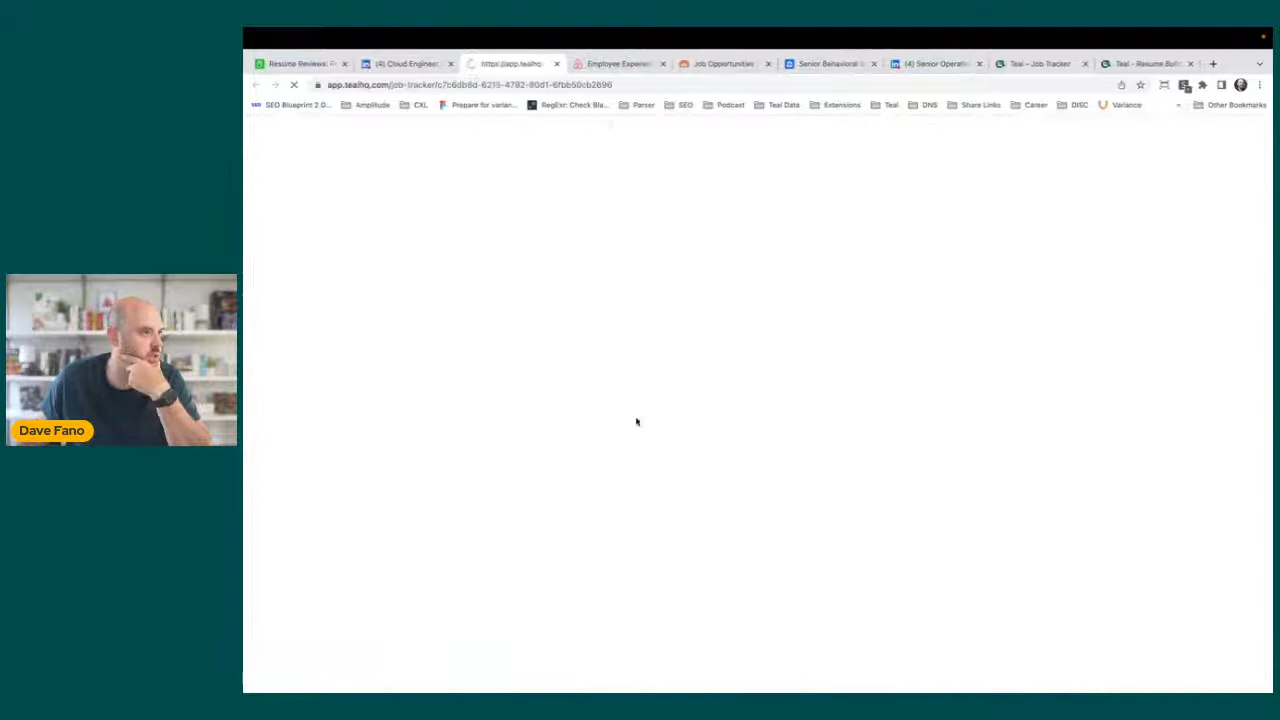 Resume Reviews: R
(4) Cloud Engineer
https://app.tealhq
Employee Experien
Job Opportunities
Senior Behavioral
(4) Senior Operati
Teal - Job Tracker
Teal - Resume Build
app.tealhq.com/job-tracker/c7c6db8d-6215-4792-80d1-6fbb50cb2696
SEO Blueprint 2.0...
Amplitude
CXL
Prepare for varian...
RegExr: Check Bla...
Parser
SEO
Podcast
Teal Data
Extensions
Teal
DNS
Share Links
Career
DISC
Variance
»
Other Bookmarks
Dave Fano